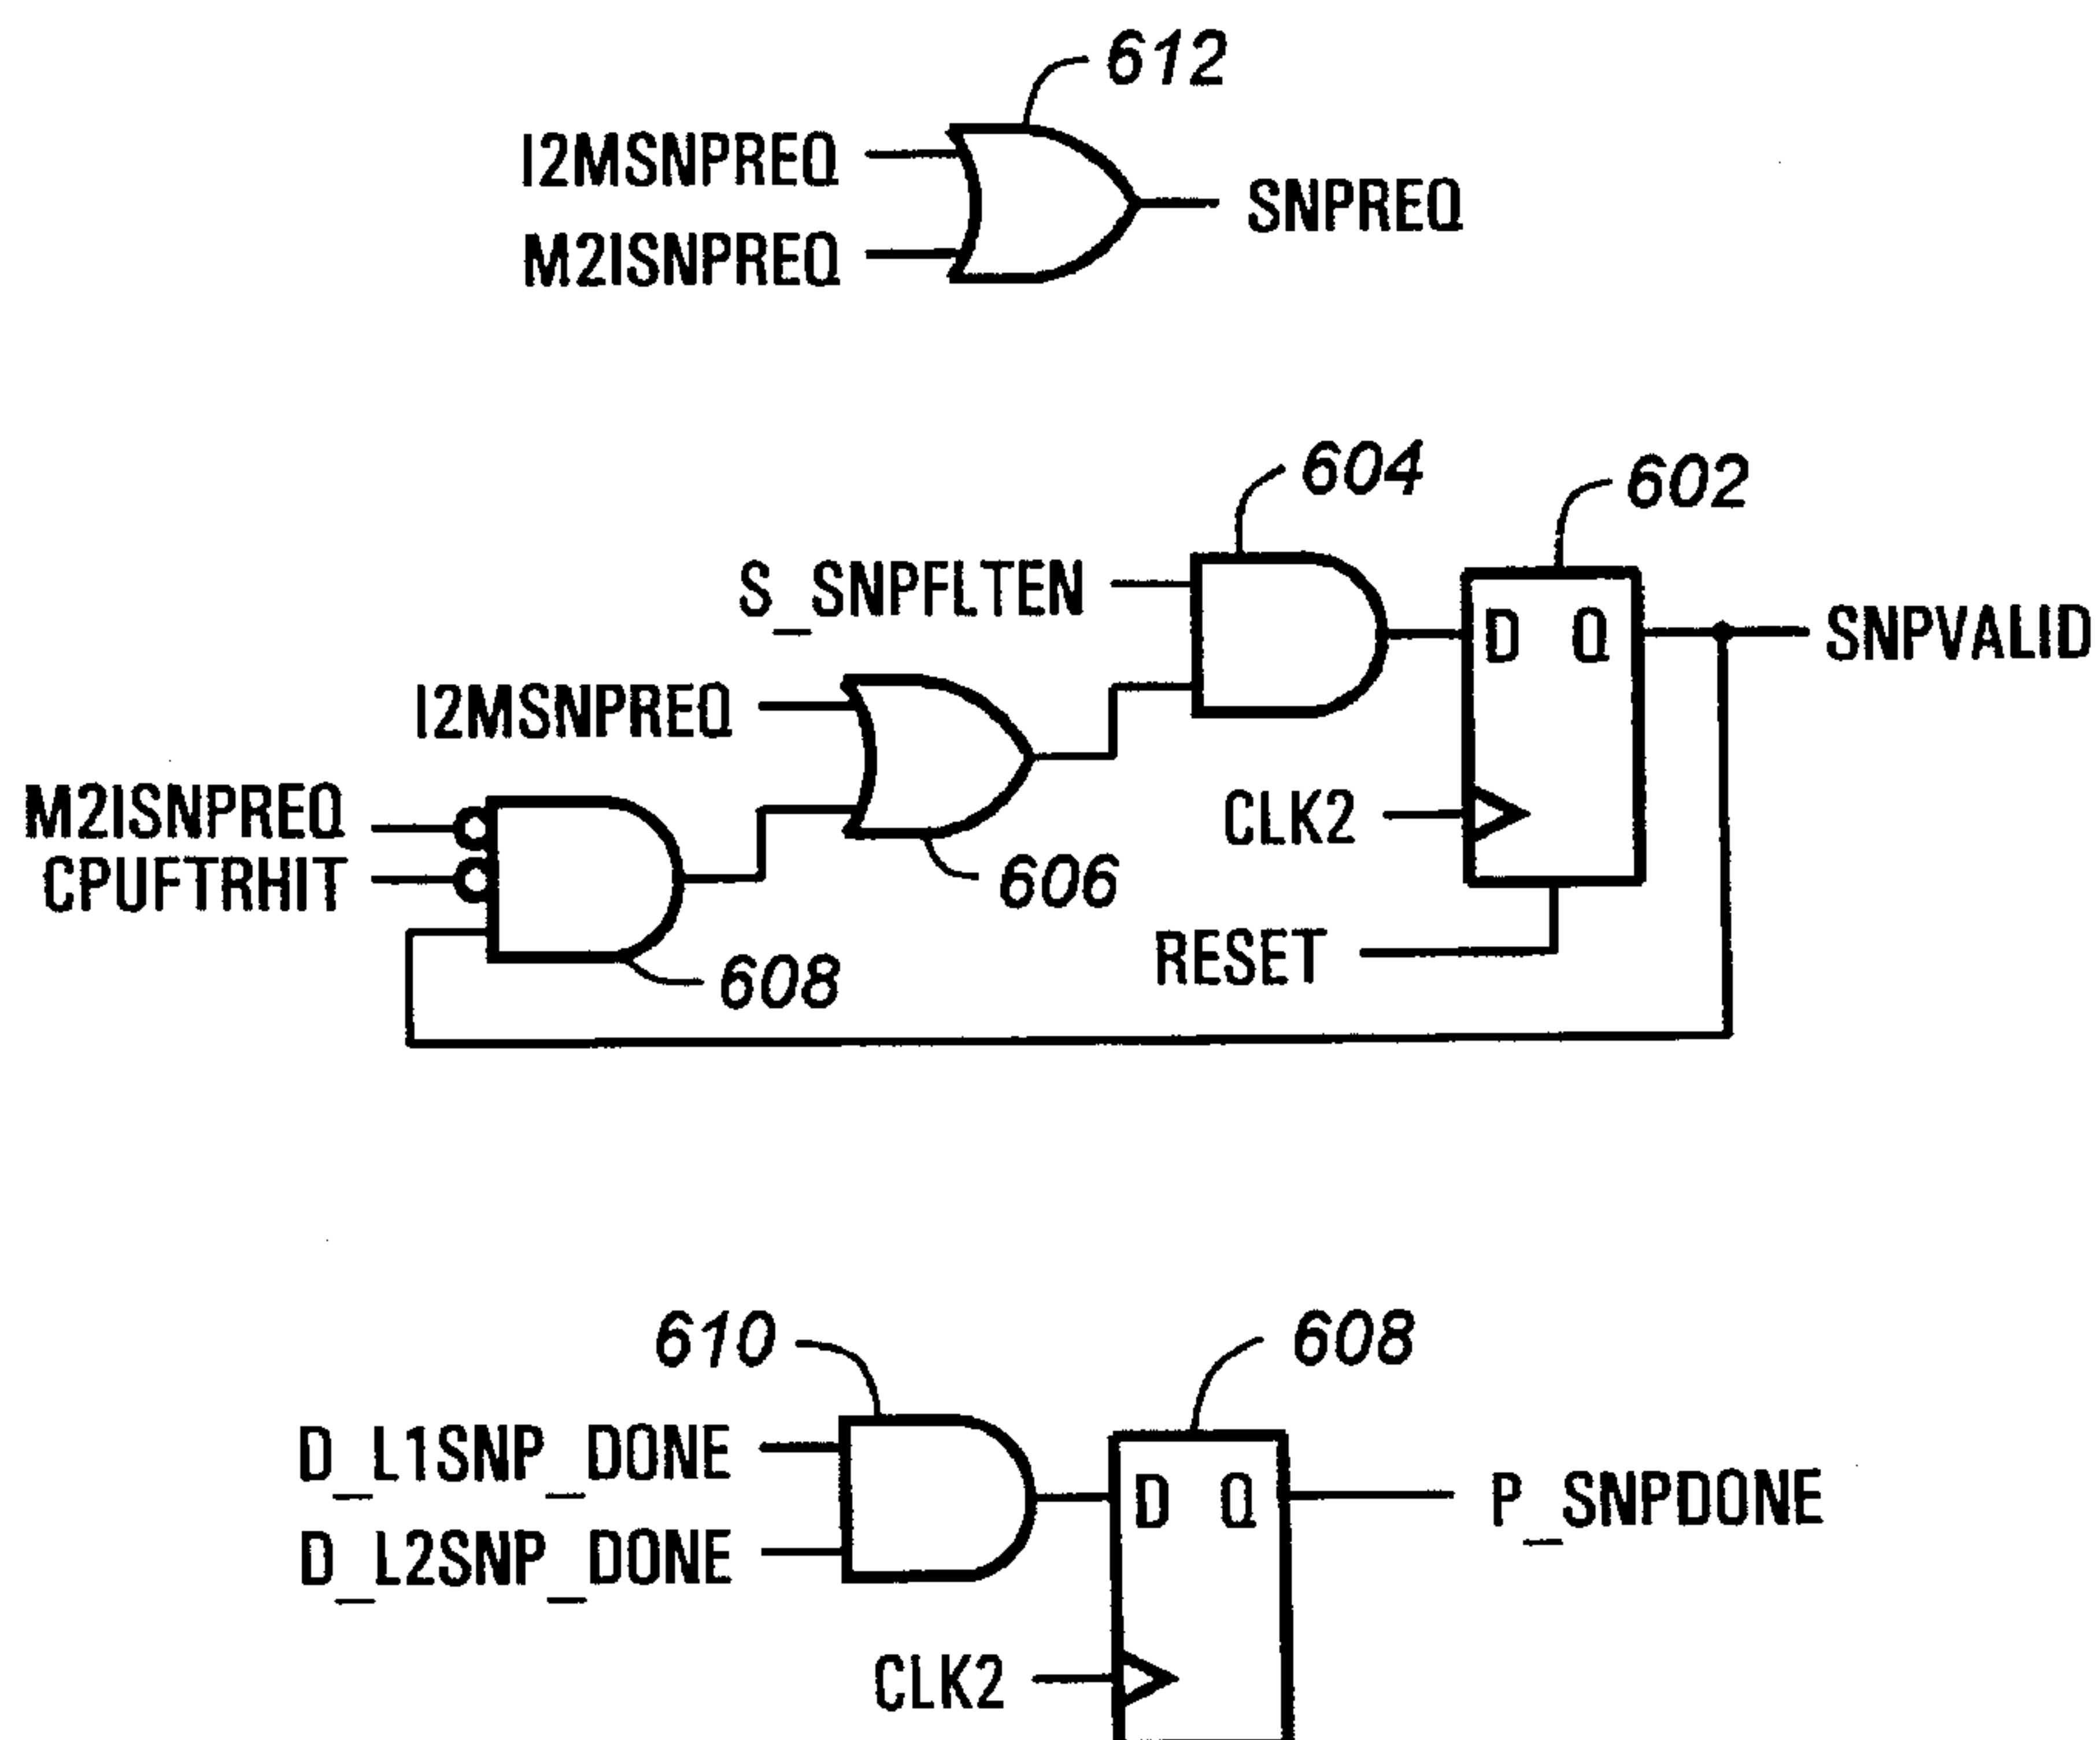 612
I2MSNPREQ
SNPREQ
M2ISNPREQ
604
602
S_SNPFLTEN
D Q
SNPVALID
I2MSNPREQ
M2ISNPREQ
CLK2
CPUFTRHIT
606
RESET
608
610
608
D_L1SNP_DONE
D Q
P_SNPDONE
D_L2SNP_DONE
CLK2